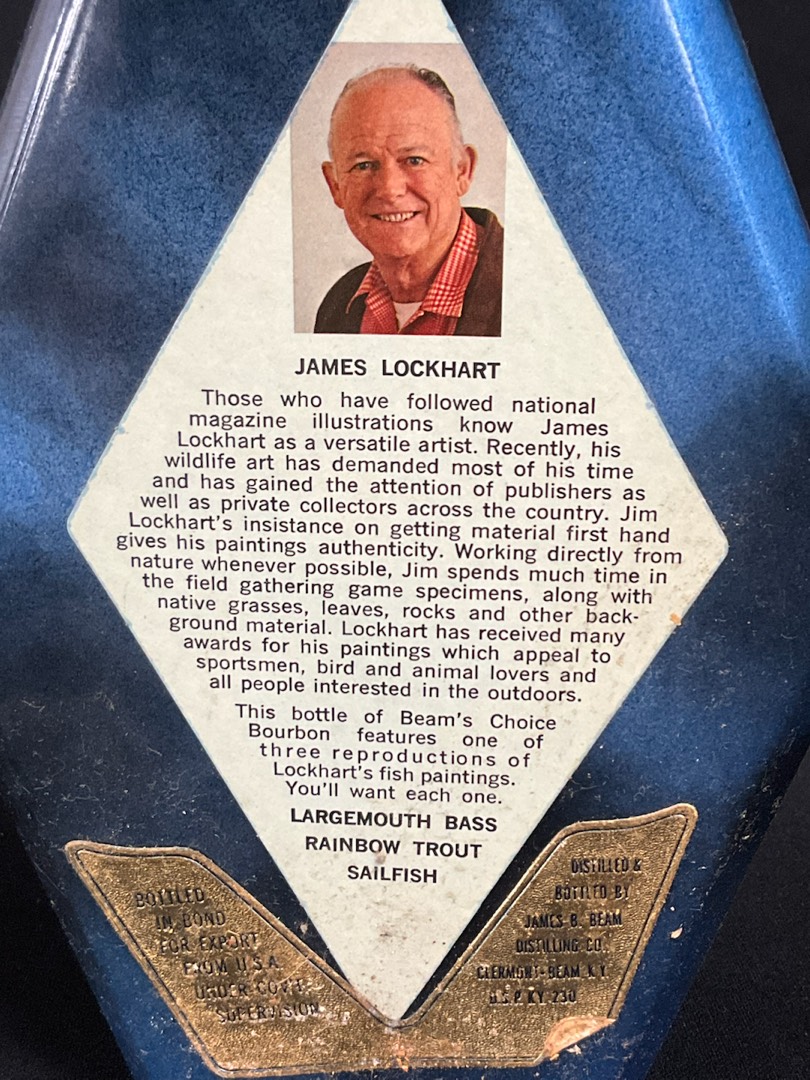 JAMES LOCKHART
Those who have followed national
magazine illustrations know James
Lockhart as a versatile artist. Recently, his
wildlife art has demanded most of his time
and has gained the attention of publishers as
well as private collectors across the country. Jim
Lockhart's insistance on getting material first hand
gives his paintings authenticity. Working directly from
nature whenever possible, Jim spends much time in
the field gathering game specimens, along with
native grasses, leaves, rocks and other back-
ground material. Lockhart has received many
awards for his paintings which appeal to
sportsmen, bird and animal lovers and
all people interested in the outdoors.
This bottle of Beam's Choice
Bourbon features one of
three reproductions of
Lockhart's fish paintings.
You'll want each one.
LARGEMOUTH BASS
RAINBOW TROUT
SAILFISH
BOTTLED
IN BOND
FOR EXPORT
FROM U.S.A.
UNDER GOV'T
SUPERVISION
DISTILLED &
BOTTLED BY
JAMES B. BEAM
DISTILLING CO.
CLERMONT-BEAM KY.
D.S.P. KY 230